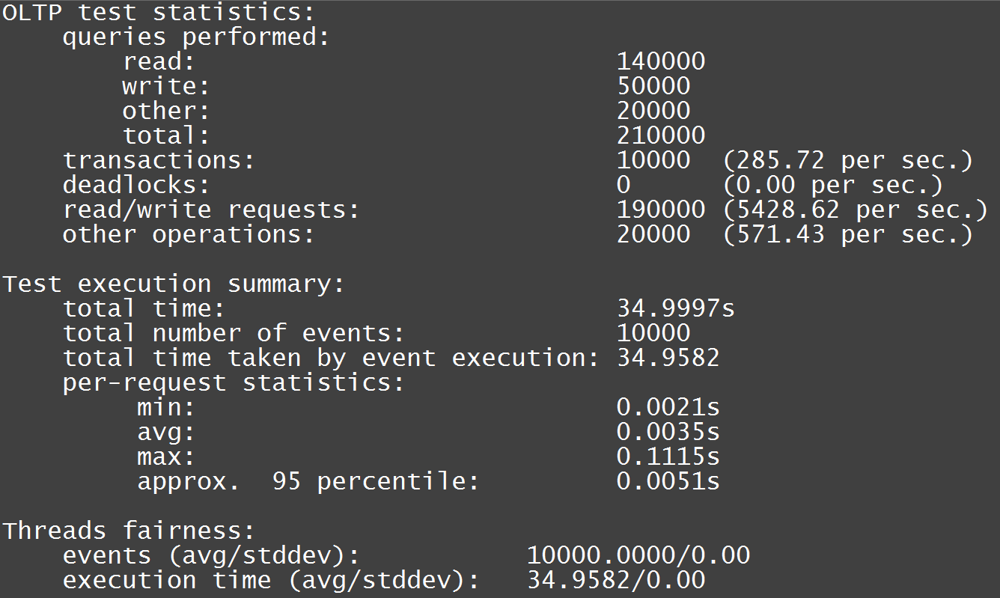 OLTP test statistics:
    queries performed:
        read:                            140000
        write:                           50000
        other:                           20000
        total:                           210000
    transactions:                        10000  (285.72 per sec.)
    deadlocks:                           0      (0.00 per sec.)
    read/write requests:                 190000 (5428.62 per sec.)
    other operations:                    20000  (571.43 per sec.)

Test execution summary:
    total time:                          34.9997s
    total number of events:              10000
    total time taken by event execution: 34.9582
    per-request statistics:
         min:                            0.0021s
         avg:                            0.0035s
         max:                            0.1115s
         approx.  95 percentile:         0.0051s

Threads fairness:
    events (avg/stddev):           10000.0000/0.00
    execution time (avg/stddev):   34.9582/0.00